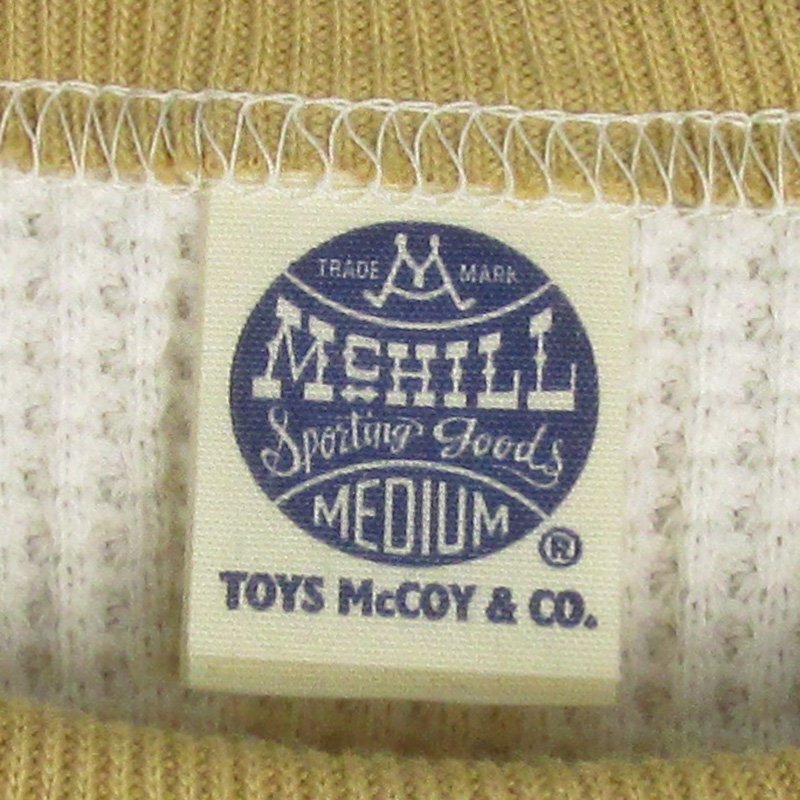 TRADE M MARK
McHILL
Sporting Goods
MEDIUM
®
TOYS McCOY & CO.